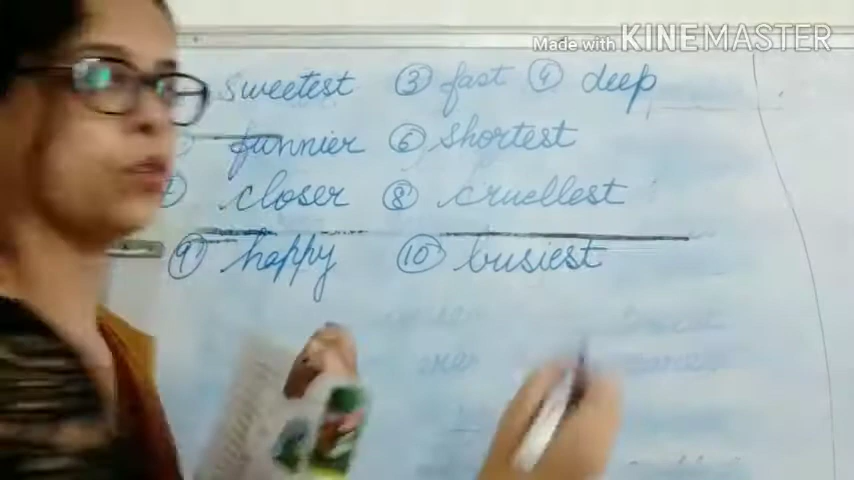 Made with KINEMASTER
sweetest ③ fast ④ deep
funnier ⑥ shortest
closer ⑧ cruellest
⑨ happy ⑩ busiest